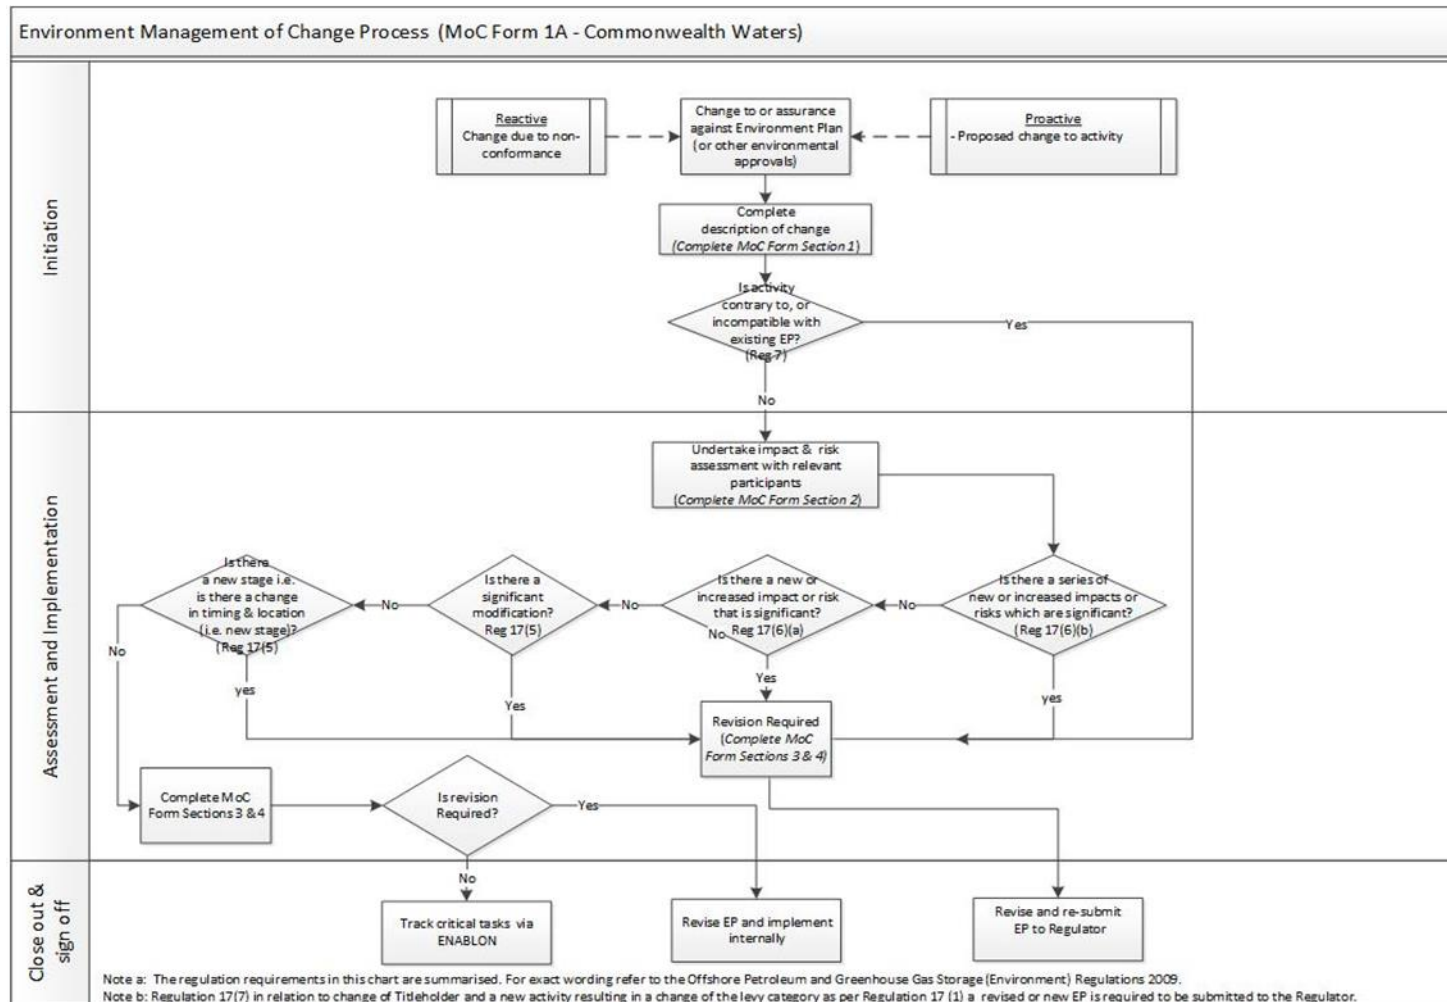 Environment Management of Change Process (MoC Form 1A - Commonwealth Waters)
Initiation
Reactive
Change due to non-
conformance
Change to or assurance
against Environment Plan
(or other environmental
approvals)
Proactive
- Proposed change to activity
Complete
description of change
(Complete MoC Form Section 1)
Is activity
contrary to, or
incompatible with
existing EP?
(Reg 7)
Yes
No
Assessment and Implementation
Undertake impact & risk
assessment with relevant
participants
(Complete MoC Form Section 2)
Is there
a new stage i.e.
is there a change
in timing & location
(i.e. new stage)?
(Reg 17(5)
No
Is there a
significant
modification?
Reg 17(5)
No
Is there a new or
increased impact or risk
that is significant?
No Reg 17(6)(a)
No
Is there a series of
new or increased impacts or
risks which are significant?
(Reg 17(6)(b)
No
yes
Yes
Yes
yes
Revision Required
(Complete MoC
Form Sections 3 & 4)
Complete MoC
Form Sections 3 & 4
Is revision
Required?
Yes
No
Close out &
sign off
Track critical tasks via
ENABLON
Revise EP and implement
internally
Revise and re-submit
EP to Regulator
Note a: The regulation requirements in this chart are summarised. For exact wording refer to the Offshore Petroleum and Greenhouse Gas Storage (Environment) Regulations 2009.
Note b: Regulation 17(7) in relation to change of Titleholder and a new activity resulting in a change of the levy category as per Regulation 17 (1) a revised or new EP is required to be submitted to the Regulator.